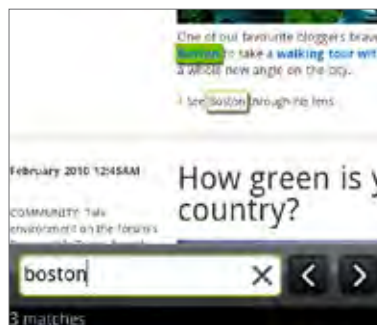 One of our favourite bloggers brave
Boston to take a walking tour wit
a whole new angle on the city.
See Boston through his lens
February 2010 12:45AM
How green is y
country?
COMMUNITY: Talk
environment on the forums
boston
3 matches